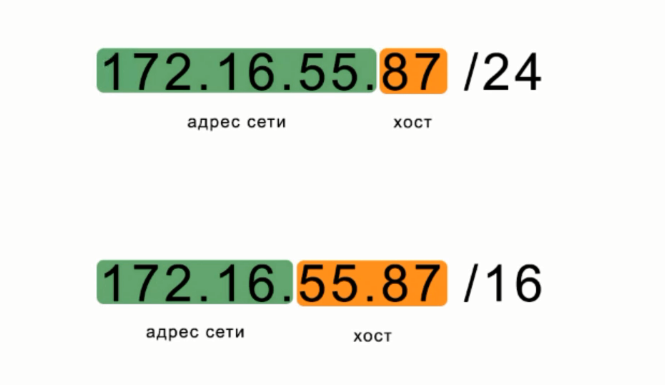 172.16.55.87 /24
адрес сети хост
172.16.55.87 /16
адрес сети хост